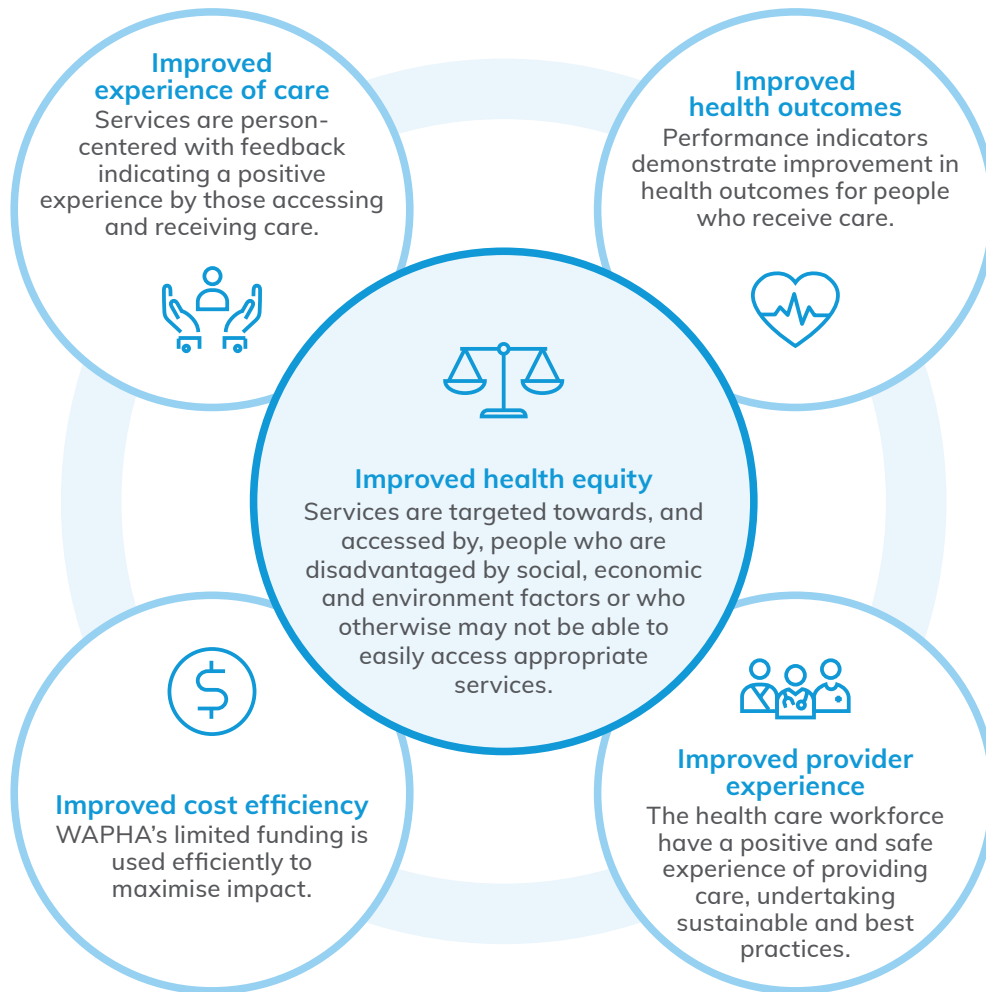 Improved
experience of care
Services are person-
centered with feedback
indicating a positive
experience by those accessing
and receiving care.
Improved
health outcomes
Performance indicators
demonstrate improvement in
health outcomes for people
who receive care.
Improved health equity
Services are targeted towards, and
accessed by, people who are
disadvantaged by social, economic
and environment factors or who
otherwise may not be able to
easily access appropriate
services.
$
Improved cost efficiency
WAPHA’s limited funding is
used efficiently to
maximise impact.
Improved provider
experience
The health care workforce
have a positive and safe
experience of providing
care, undertaking
sustainable and best
practices.